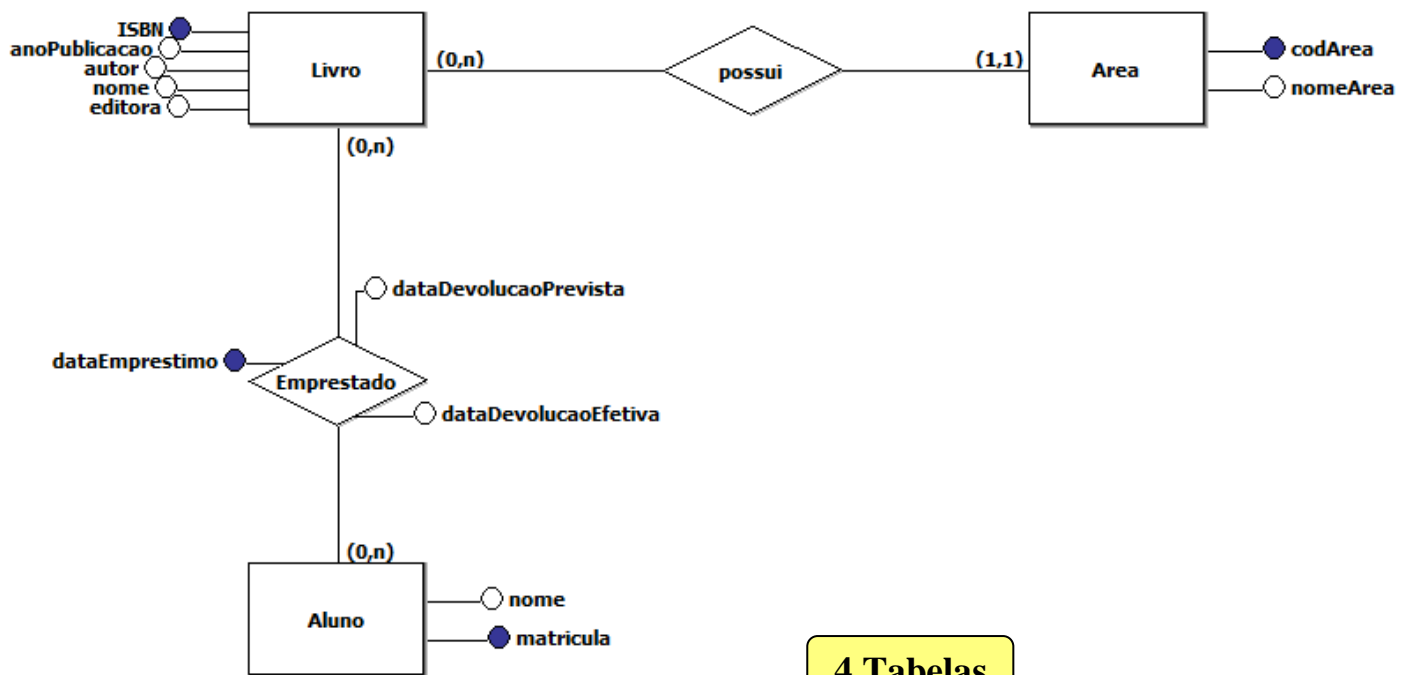 ISBN
anoPublicacao
autor
nome
editora
Livro
(0,n)
possui
(1,1)
Area
codArea
nomeArea
(0,n)
dataDevolucaoPrevista
dataEmprestimo
Emprestado
dataDevolucaoEfetiva
(0,n)
Aluno
nome
matricula
4 Tabelas